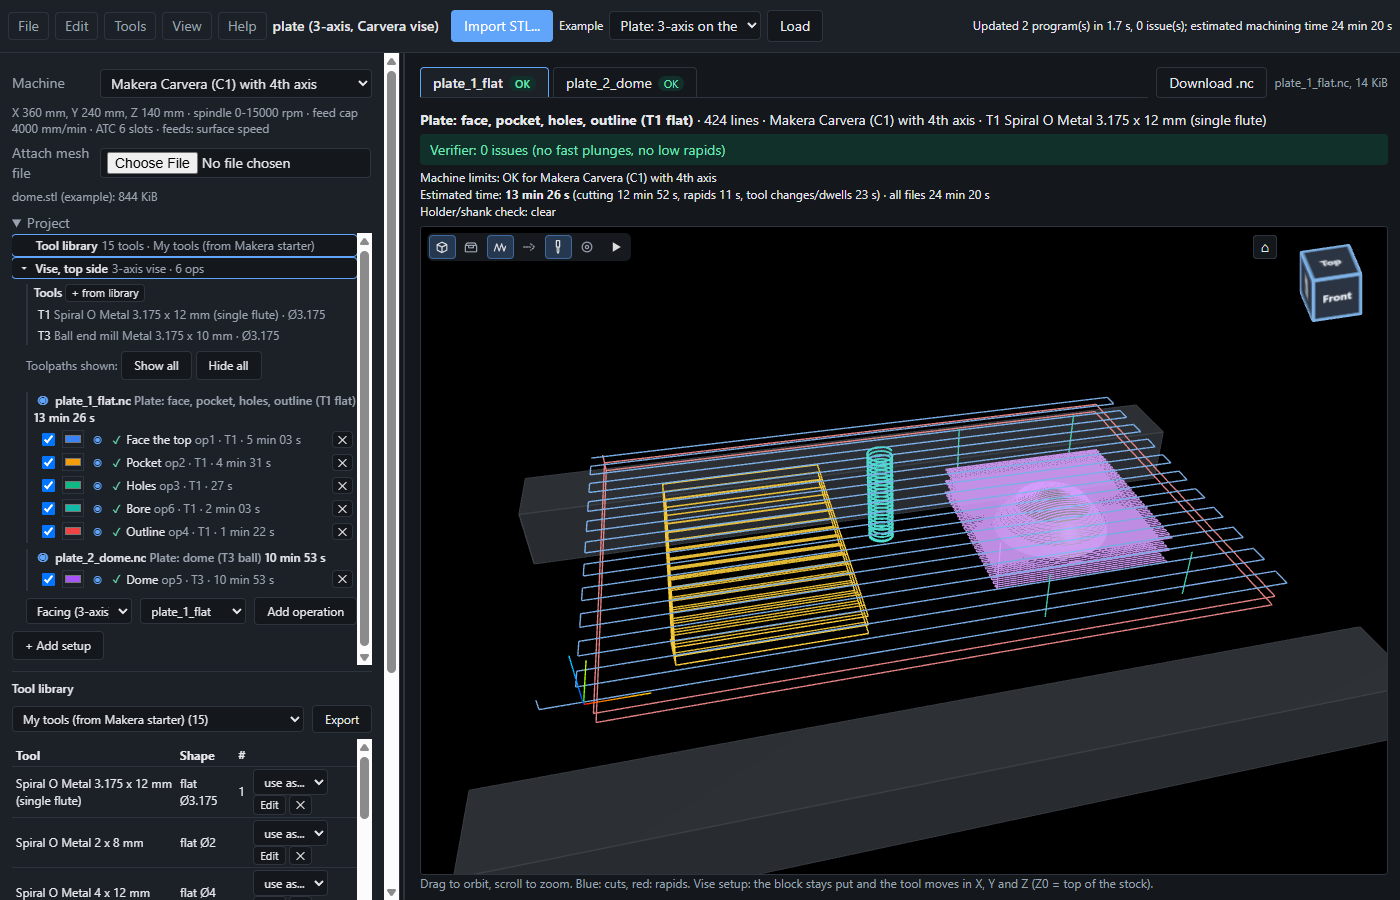 File Edit Tools View Help plate (3-axis, Carvera vise) Import STL... Example Plate: 3-axis on the Load Updated 2 program(s) in 1.7 s, 0 issue(s); estimated machining time 24 min 20 s
Machine Makera Carvera (C1) with 4th axis
X 360 mm, Y 240 mm, Z 140 mm · spindle 0-15000 rpm · feed cap
4000 mm/min · ATC 6 slots · feeds: surface speed
Attach mesh file Choose File No file chosen
dome.stl (example): 844 KiB
Project
Tool library 15 tools · My tools (from Makera starter)
Vise, top side 3-axis vise · 6 ops
Tools + from library
T1 Spiral O Metal 3.175 x 12 mm (single flute) · Ø3.175
T3 Ball end mill Metal 3.175 x 10 mm · Ø3.175
Toolpaths shown: Show all Hide all
plate_1_flat.nc Plate: face, pocket, holes, outline (T1 flat)
13 min 26 s
✓ Face the top op1 · T1 · 5 min 03 s
✓ Pocket op2 · T1 · 4 min 31 s
✓ Holes op3 · T1 · 27 s
✓ Bore op6 · T1 · 2 min 03 s
✓ Outline op4 · T1 · 1 min 22 s
plate_2_dome.nc Plate: dome (T3 ball) 10 min 53 s
✓ Dome op5 · T3 · 10 min 53 s
Facing (3-axis plate_1_flat Add operation
+ Add setup
Tool library
My tools (from Makera starter) (15) Export
Tool Shape #
Spiral O Metal 3.175 x 12 mm (single flute) flat Ø3.175 1 use as... Edit
Spiral O Metal 2 x 8 mm flat Ø2 use as... Edit
Spiral O Metal 4 x 12 mm flat Ø4 use as...
plate_1_flat OK plate_2_dome OK Download .nc plate_1_flat.nc, 14 KiB
Plate: face, pocket, holes, outline (T1 flat) · 424 lines · Makera Carvera (C1) with 4th axis · T1 Spiral O Metal 3.175 x 12 mm (single flute)
Verifier: 0 issues (no fast plunges, no low rapids)
Machine limits: OK for Makera Carvera (C1) with 4th axis
Estimated time: 13 min 26 s (cutting 12 min 52 s, rapids 11 s, tool changes/dwells 23 s) · all files 24 min 20 s
Holder/shank check: clear
Top
Front
Drag to orbit, scroll to zoom. Blue: cuts, red: rapids. Vise setup: the block stays put and the tool moves in X, Y and Z (Z0 = top of the stock).